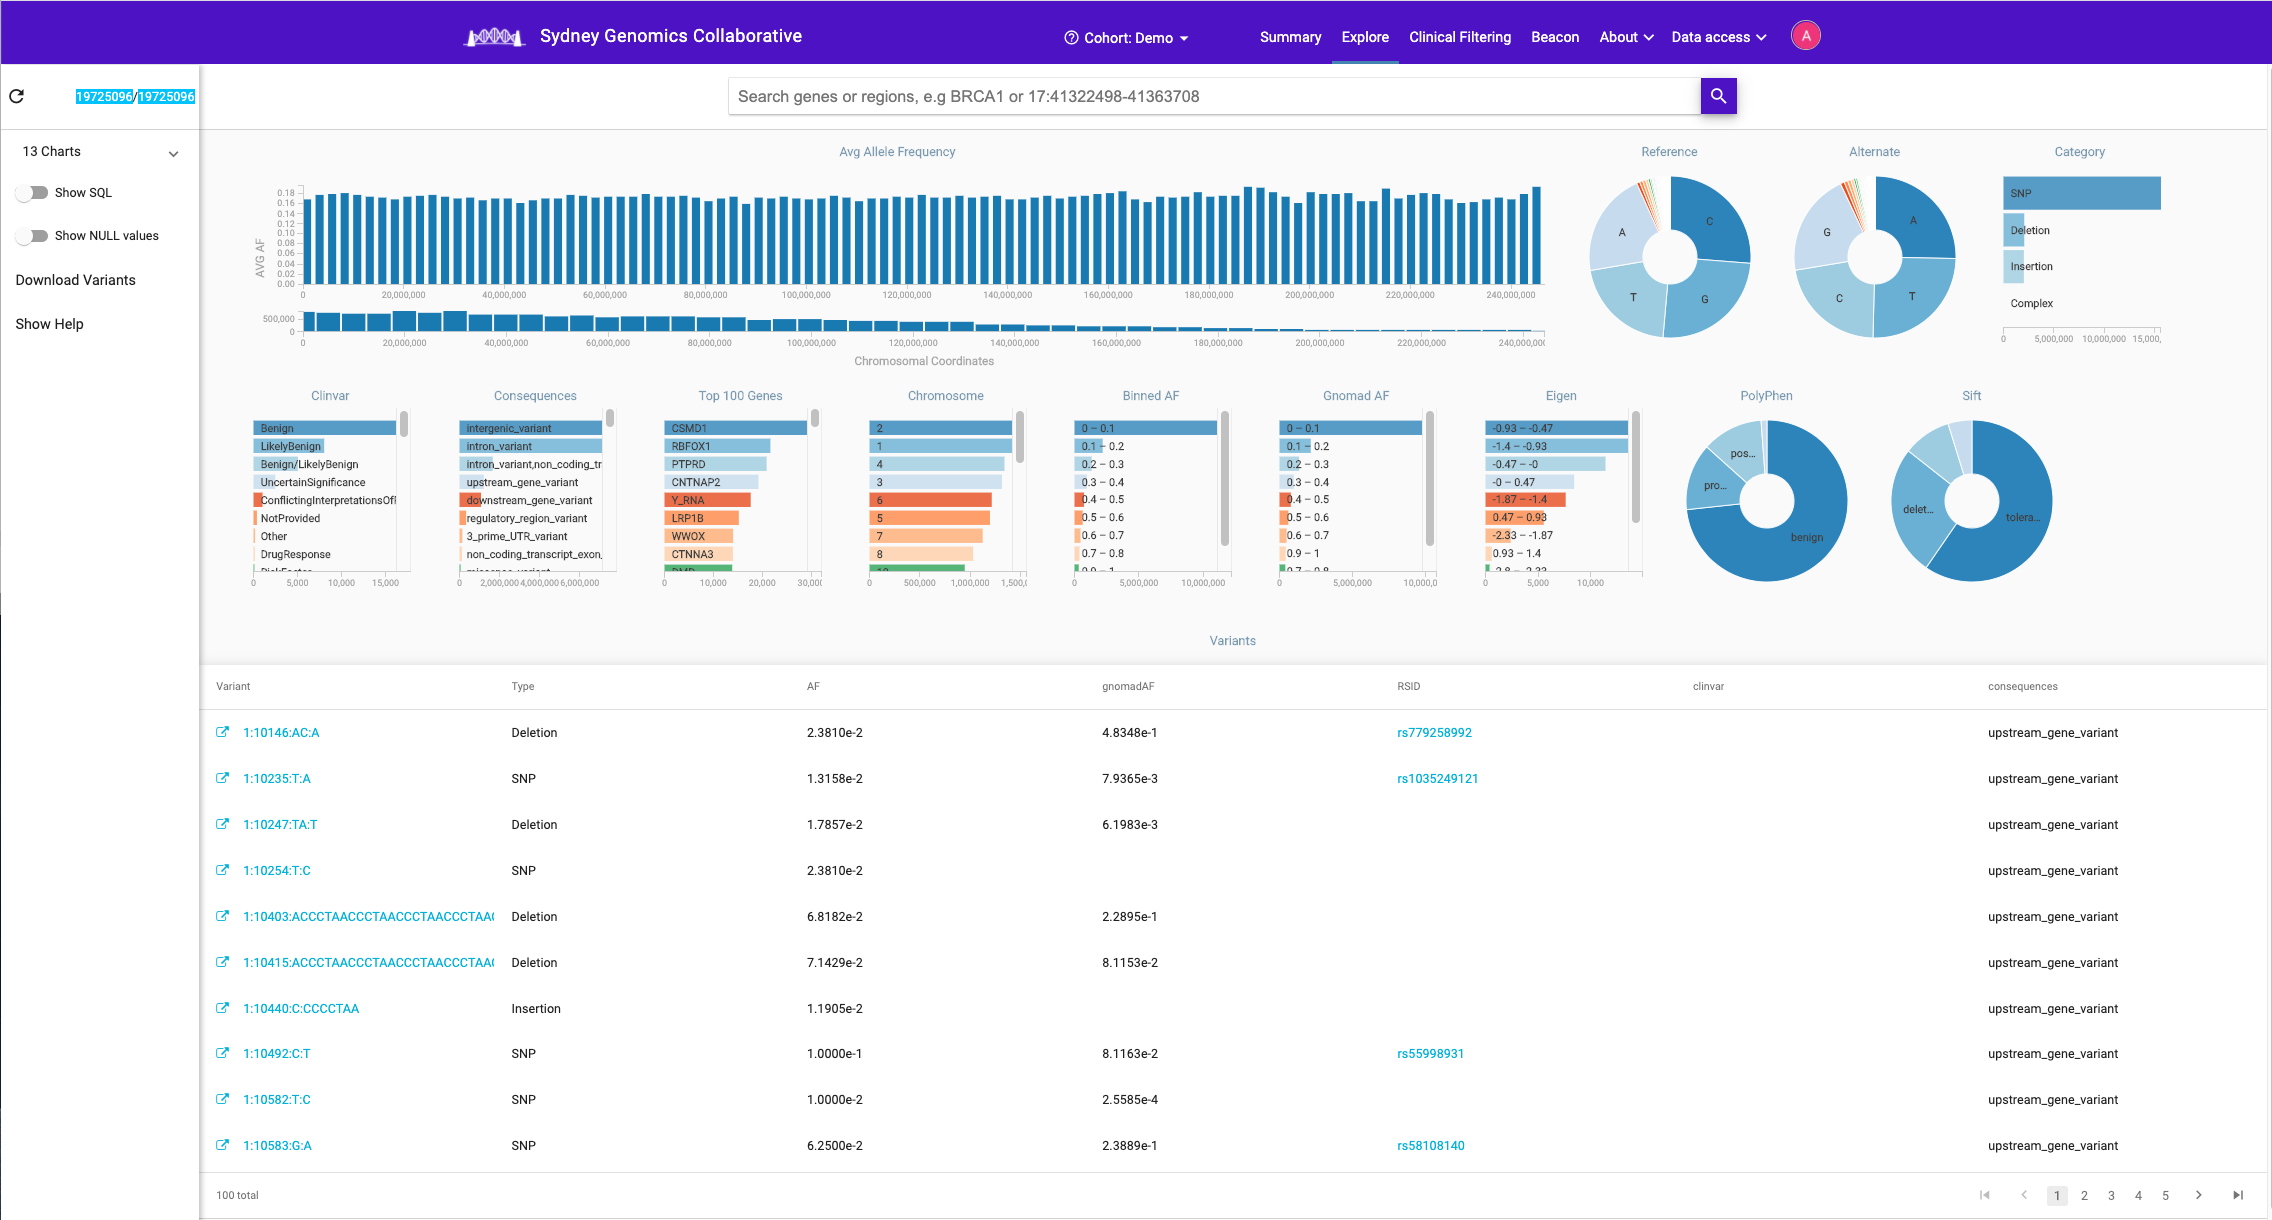 Sydney Genomics Collaborative
Cohort: Demo
Summary
Explore
Clinical Filtering
Beacon
About
Data access
A
19725096/19725096
Search genes or regions, e.g BRCA1 or 17:41322498-41363708
13 Charts
Show SQL
Show NULL values
Download Variants
Show Help
Avg Allele Frequency
AVG AF
0.18
0.16
0.14
0.12
0.10
0.08
0.06
0.04
0.02
0.00
0 20,000,000 40,000,000 60,000,000 80,000,000 100,000,000 120,000,000 140,000,000 160,000,000 180,000,000 200,000,000 220,000,000 240,000,000
500,000
0
0 20,000,000 40,000,000 60,000,000 80,000,000 100,000,000 120,000,000 140,000,000 160,000,000 180,000,000 200,000,000 220,000,000 240,000,000
Chromosomal Coordinates
Reference
C
G
T
A
Alternate
A
T
C
G
Category
SNP
Deletion
Insertion
Complex
0 5,000,000 10,000,000 15,000,
Clinvar
Benign
LikelyBenign
Benign/LikelyBenign
UncertainSignificance
ConflictingInterpretationsOf
NotProvided
Other
DrugResponse
RiskFactor
0 5,000 10,000 15,000
Consequences
intergenic_variant
intron_variant
intron_variant,non_coding_tr
upstream_gene_variant
downstream_gene_variant
regulatory_region_variant
3_prime_UTR_variant
non_coding_transcript_exon,
missense_variant
0 2,000,000 4,000,000 6,000,000
Top 100 Genes
CSMD1
RBFOX1
PTPRD
CNTNAP2
Y_RNA
LRP1B
WWOX
CTNNA3
DMD
0 10,000 20,000 30,000
Chromosome
2
1
4
3
6
5
7
8
10
0 500,000 1,000,000 1,500,0
Binned AF
0 – 0.1
0.1 – 0.2
0.2 – 0.3
0.3 – 0.4
0.4 – 0.5
0.5 – 0.6
0.6 – 0.7
0.7 – 0.8
0.9 – 1
0 5,000,000 10,000,000
Gnomad AF
0 – 0.1
0.1 – 0.2
0.2 – 0.3
0.3 – 0.4
0.4 – 0.5
0.5 – 0.6
0.6 – 0.7
0.9 – 1
0.7 – 0.8
0 5,000,000 10,000,0
Eigen
-0.93 – -0.47
-1.4 – -0.93
-0.47 – -0
-0 – 0.47
-1.87 – -1.4
0.47 – 0.93
-2.33 – -1.87
0.93 – 1.4
-2.8 – -2.33
0 5,000 10,000
PolyPhen
benign
pro...
pos...
Sift
tolera...
delet...
Variants
Variant Type AF gnomadAF RSID clinvar consequences
1:10146:AC:A Deletion 2.3810e-2 4.8348e-1 rs779258992 upstream_gene_variant
1:10235:T:A SNP 1.3158e-2 7.9365e-3 rs1035249121 upstream_gene_variant
1:10247:TA:T Deletion 1.7857e-2 6.1983e-3 upstream_gene_variant
1:10254:T:C SNP 2.3810e-2 upstream_gene_variant
1:10403:ACCCTAACCCTAACCCTAACCCTAA Deletion 6.8182e-2 2.2895e-1 upstream_gene_variant
1:10415:ACCCTAACCCTAACCCTAACCCTAA Deletion 7.1429e-2 8.1153e-2 upstream_gene_variant
1:10440:C:CCCCTAA Insertion 1.1905e-2 upstream_gene_variant
1:10492:C:T SNP 1.0000e-1 8.1163e-2 rs55998931 upstream_gene_variant
1:10582:T:C SNP 1.0000e-2 2.5585e-4 upstream_gene_variant
1:10583:G:A SNP 6.2500e-2 2.3889e-1 rs58108140 upstream_gene_variant
100 total
1 2 3 4 5